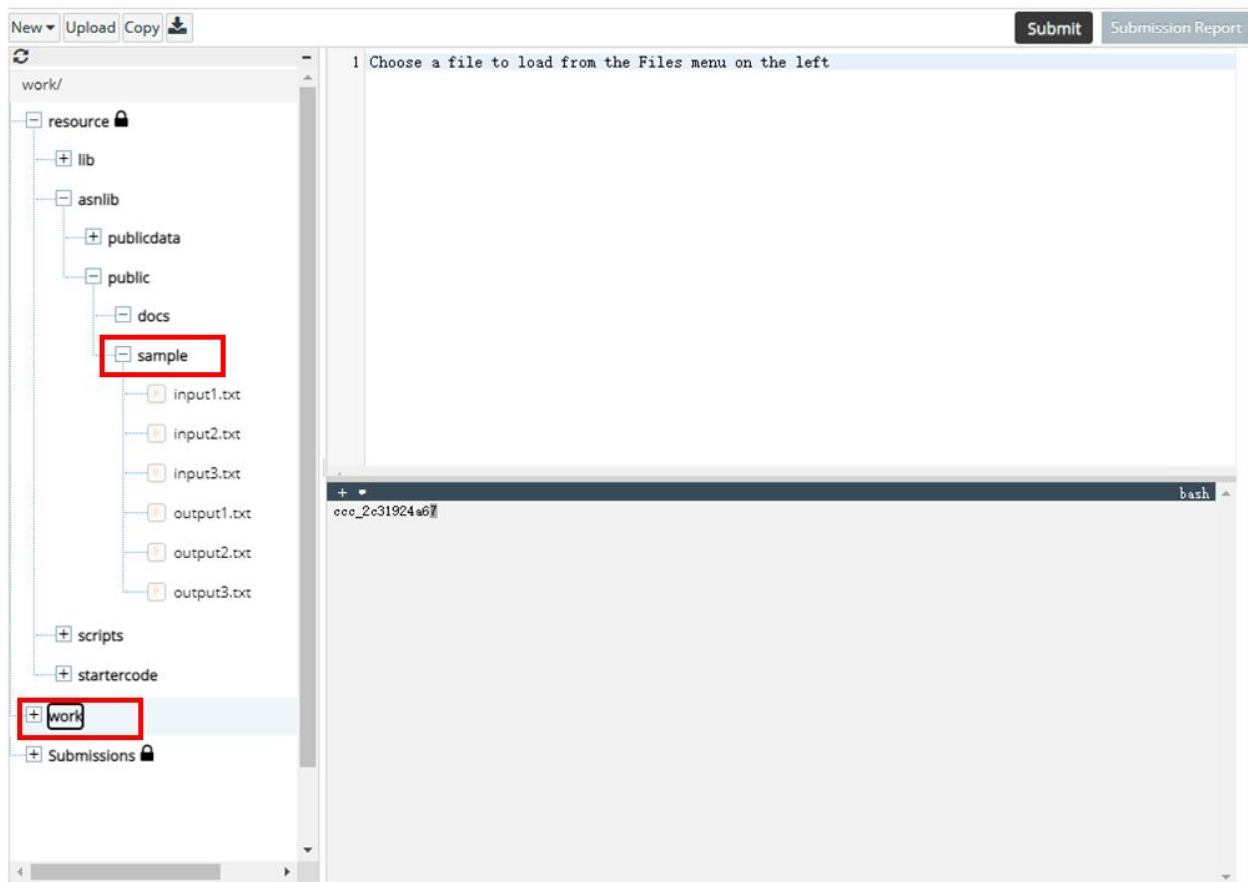 New Upload Copy Submit Submission Report
work/
1 Choose a file to load from the Files menu on the left
resource
lib
asnlib
publicdata
public
docs
sample
input1.txt
input2.txt
input3.txt
output1.txt
output2.txt
output3.txt
scripts
startercode
work
Submissions
bash
ccc_2c31924a67